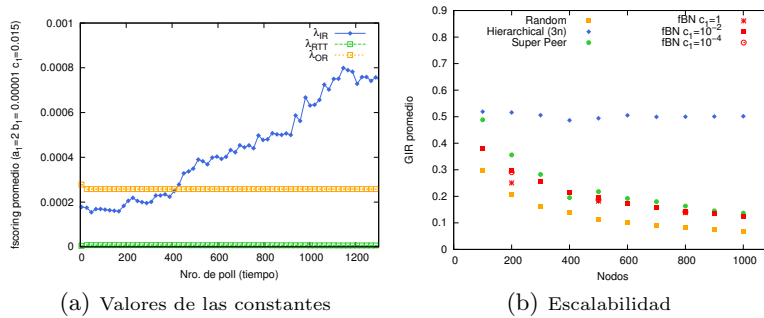 fscoring promedio (a₁=2 b₁= 0.00001 c₁=0.015)
0.001
0.0008
0.0006
0.0004
0.0002
0
0 200 400 600 800 1000 1200
Nro. de poll (tiempo)
λIR
λRTT
λOR
(a) Valores de las constantes
GIR promedio
0.9
0.8
0.7
0.6
0.5
0.4
0.3
0.2
0.1
0 200 400 600 800 1000
Nodos
Random
Hierarchical (3n)
Super Peer
fBN c₁=1
fBN c₁=10⁻²
fBN c₁=10⁻⁴
(b) Escalabilidad